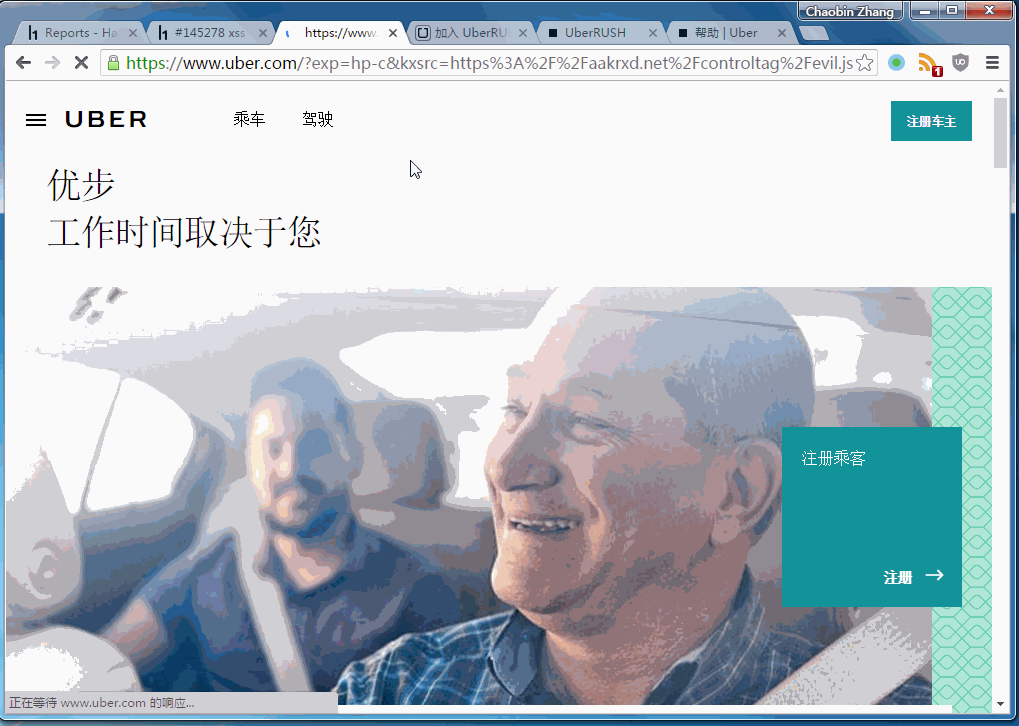 Chaobin Zhang
Reports - Ha
#145278 xss
https://www.
加入 UberRU
UberRUSH
帮助 | Uber
https://www.uber.com/?exp=hp-c&kxsrc=https%3A%2F%2Faakrxd.net%2Fcontroltag%2Fevil.js
1
UBER
乘车
驾驶
注册车主
优步
工作时间取决于您
注册乘客
注册 →
正在等待 www.uber.com 的响应...